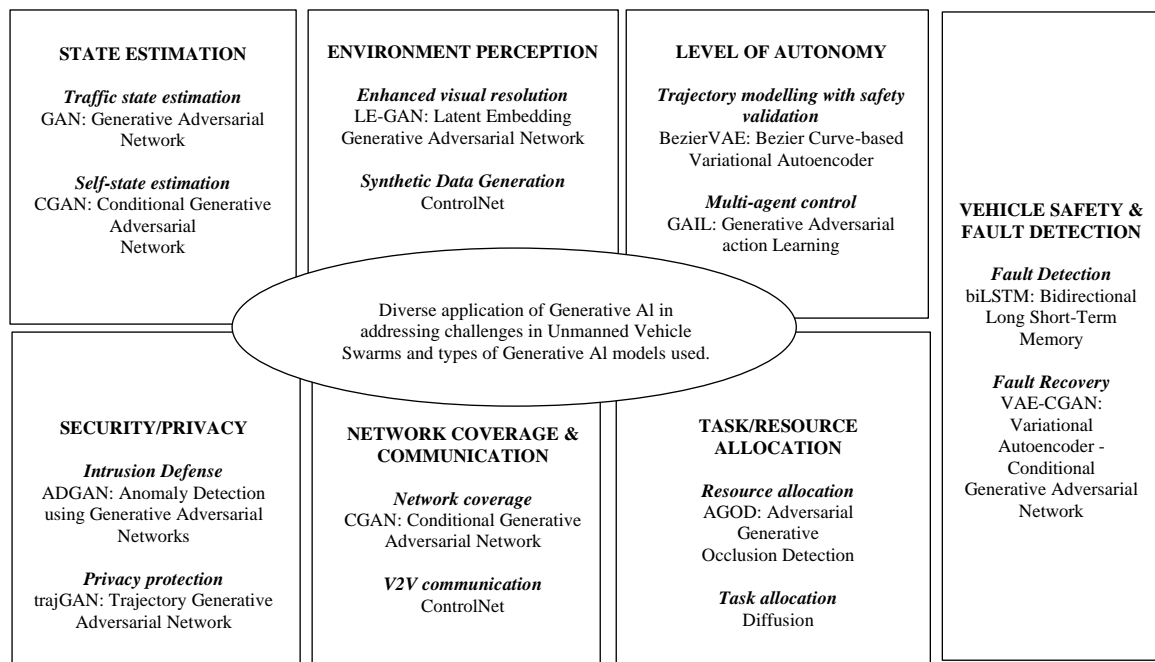 STATE ESTIMATION
Traffic state estimation
GAN: Generative Adversarial
Network
Self-state estimation
CGAN: Conditional Generative
Adversarial
Network
ENVIRONMENT PERCEPTION
Enhanced visual resolution
LE-GAN: Latent Embedding
Generative Adversarial Network
Synthetic Data Generation
ControlNet
LEVEL OF AUTONOMY
Trajectory modelling with safety
validation
BezierVAE: Bezier Curve-based
Variational Autoencoder
Multi-agent control
GAIL: Generative Adversarial
action Learning
VEHICLE SAFETY &
FAULT DETECTION
Fault Detection
biLSTM: Bidirectional
Long Short-Term
Memory
Fault Recovery
VAE-CGAN:
Variational
Autoencoder -
Conditional
Generative Adversarial
Network
Diverse application of Generative Al in
addressing challenges in Unmanned Vehicle
Swarms and types of Generative Al models used.
SECURITY/PRIVACY
Intrusion Defense
ADGAN: Anomaly Detection
using Generative Adversarial
Networks
Privacy protection
trajGAN: Trajectory Generative
Adversarial Network
NETWORK COVERAGE &
COMMUNICATION
Network coverage
CGAN: Conditional Generative
Adversarial Network
V2V communication
ControlNet
TASK/RESOURCE
ALLOCATION
Resource allocation
AGOD: Adversarial
Generative
Occlusion Detection
Task allocation
Diffusion